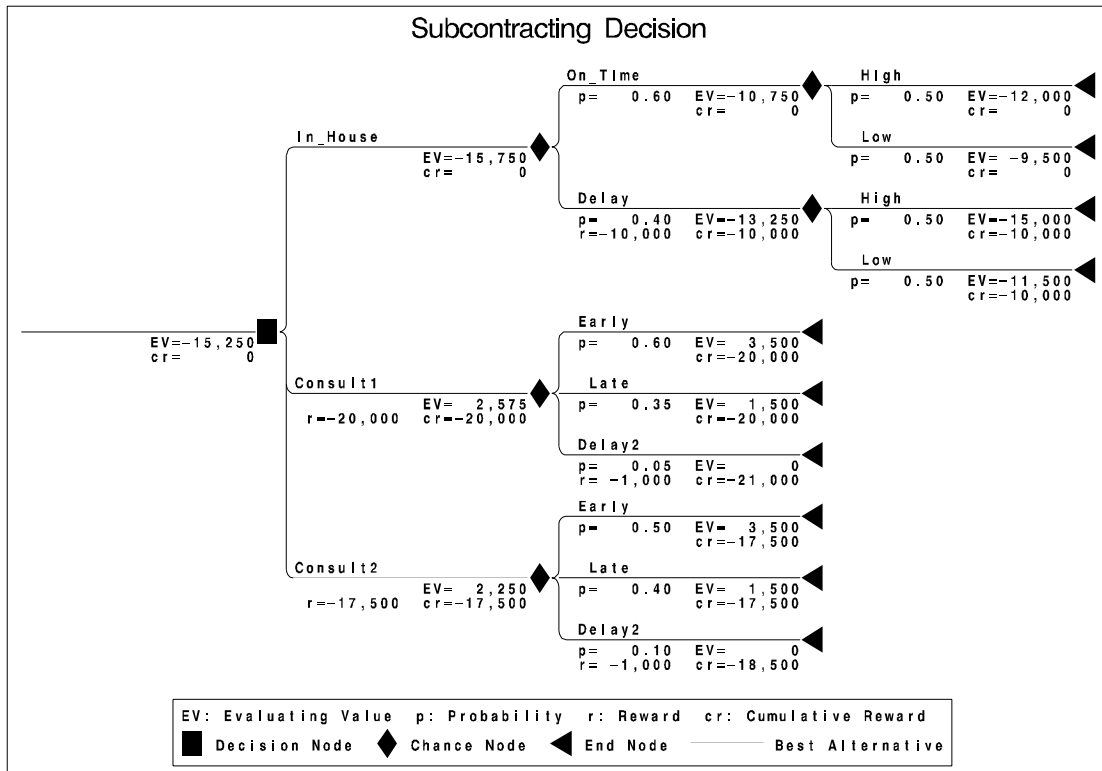 Subcontracting Decision
On_Time
p= 0.60 EV=-10,750
cr= 0
High
p= 0.50 EV=-12,000
cr= 0
Low
p= 0.50 EV= -9,500
cr= 0
In_House
EV=-15,750
cr= 0
Delay
p= 0.40 EV=-13,250
r=-10,000 cr=-10,000
High
p= 0.50 EV=-15,000
cr=-10,000
Low
p= 0.50 EV=-11,500
cr=-10,000
EV=-15,250
cr= 0
Early
p= 0.60 EV= 3,500
cr=-20,000
Consult1
EV= 2,575
r=-20,000 cr=-20,000
Late
p= 0.35 EV= 1,500
cr=-20,000
Delay2
p= 0.05 EV= 0
r= -1,000 cr=-21,000
Early
p= 0.50 EV= 3,500
cr=-17,500
Consult2
EV= 2,250
r=-17,500 cr=-17,500
Late
p= 0.40 EV= 1,500
cr=-17,500
Delay2
p= 0.10 EV= 0
r= -1,000 cr=-18,500
EV: Evaluating Value p: Probability r: Reward cr: Cumulative Reward
Decision Node Chance Node End Node Best Alternative